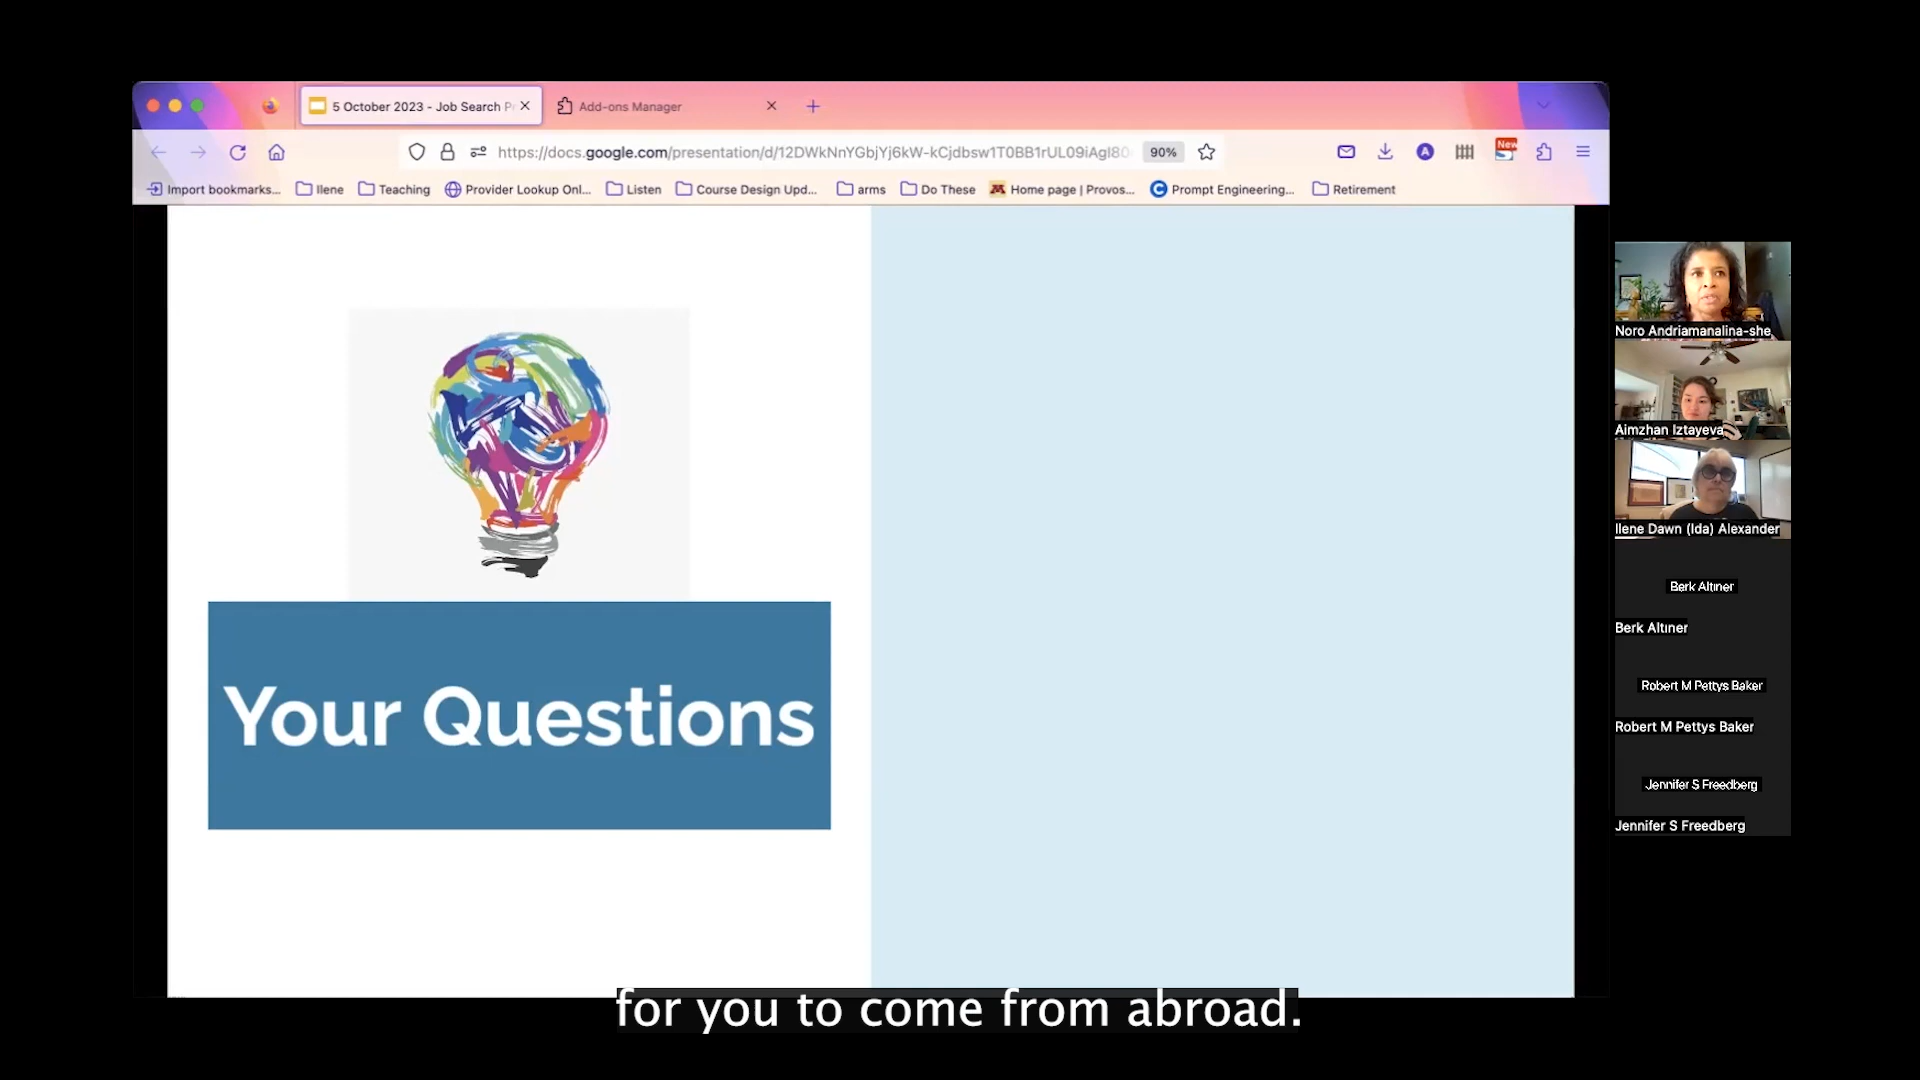 5 October 2023 - Job Search Pr
Add-ons Manager
https://docs.google.com/presentation/d/12DWkNnYGbjYj6kW-kCjdbsw1T0BB1rUL09iAgI80
90%
A
New
Import bookmarks...
Ilene
Teaching
Provider Lookup Onl...
Listen
Course Design Upd...
arms
Do These
Home page | Provos...
Prompt Engineering...
Retirement
Your Questions
Noro Andriamanalina-she
Aimzhan Iztayeva
Ilene Dawn (Ida) Alexander
Berk Altıner
Berk Altıner
Robert M Pettys Baker
Robert M Pettys Baker
Jennifer S Freedberg
Jennifer S Freedberg
for you to come from abroad.